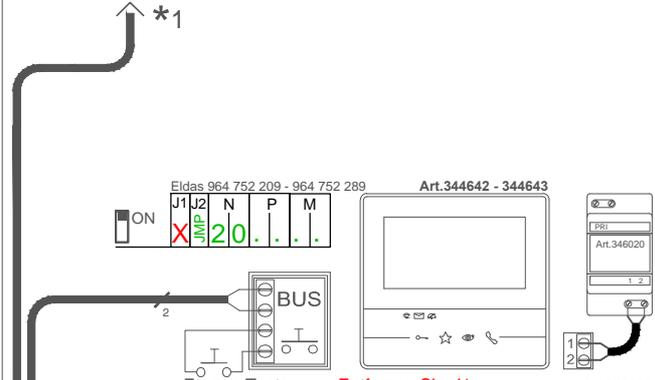 *1
Eldas 964 752 209 - 964 752 289
Art.344642 - 344643
J1 J2 N P M
ON
X JMP 2 0 . . . .
PRI
Art.346020
1 2
BUS
2
1
2